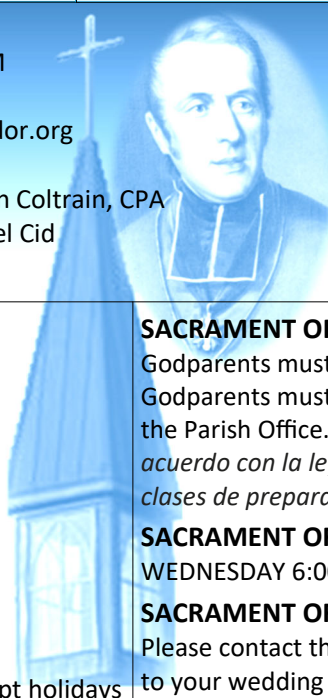 lor.org
n Coltrain, CPA
el Cid
SACRAMENT O
Godparents must
Godparents must
the Parish Office.
acuerdo con la le
clases de prepara
SACRAMENT O
WEDNESDAY 6:0
SACRAMENT O
Please contact th
pt holidays
to your wedding